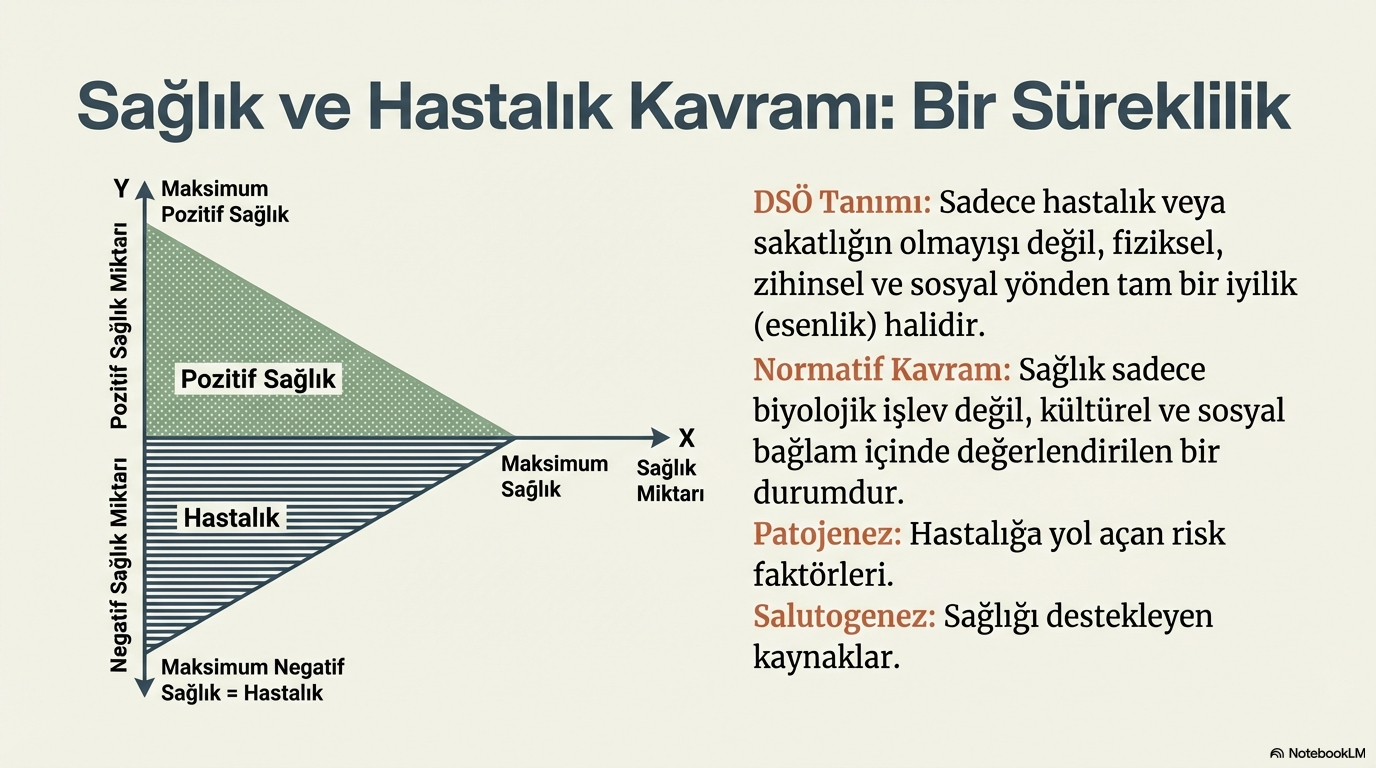 Sağlık ve Hastalık Kavramı: Bir Süreklilik
Y
Maksimum
Pozitif Sağlık
Pozitif Sağlık Miktarı
Pozitif Sağlık
X
Maksimum
Sağlık
Sağlık
Miktarı
Hastalık
Negatif Sağlık Miktarı
Maksimum Negatif
Sağlık = Hastalık
DSÖ Tanımı: Sadece hastalık veya
sakatlığın olmayışı değil, fiziksel,
zihinsel ve sosyal yönden tam bir iyilik
(esenlik) halidir.
Normatif Kavram: Sağlık sadece
biyolojik işlev değil, kültürel ve sosyal
bağlam içinde değerlendirilen bir
durumdur.
Patojenez: Hastalığa yol açan risk
faktörleri.
Salutogenez: Sağlığı destekleyen
kaynaklar.
NotebookLM